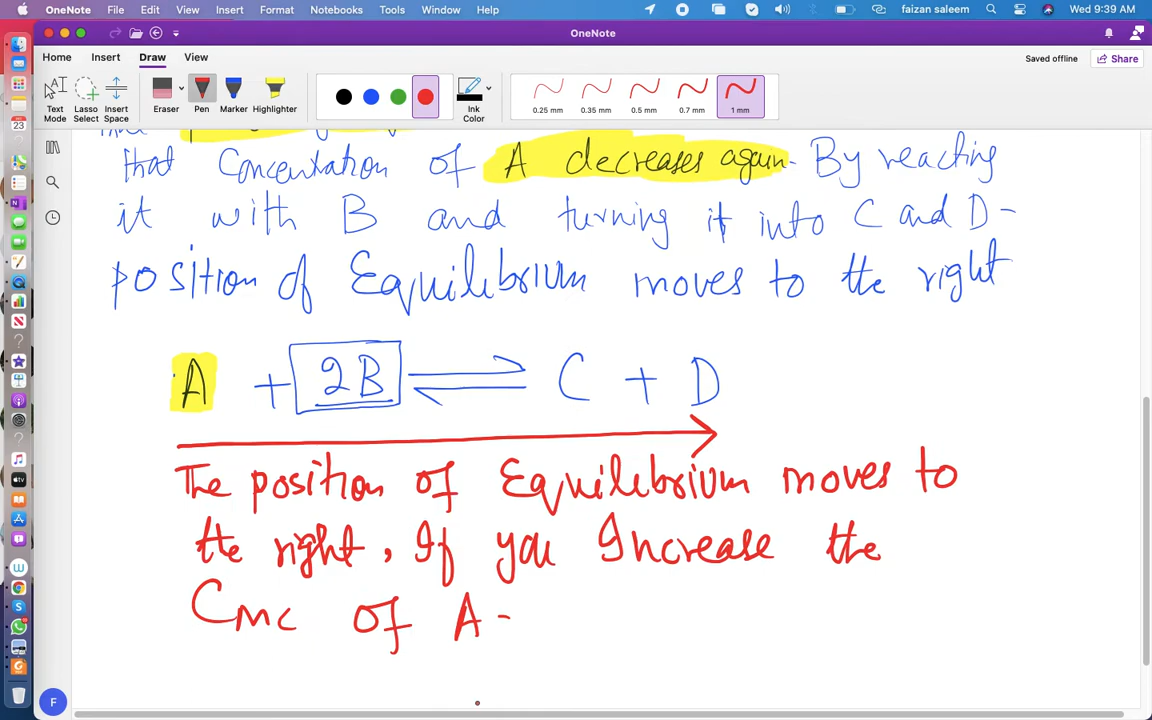 OneNote File Edit View Insert Format Notebooks Tools Window Help faizan saleem Wed 9:39 AM
OneNote
Home Insert Draw View Saved offline Share
Eraser Pen Marker Highlighter
Text Mode Lasso Select Insert Space Ink Color 0.25 mm 0.35 mm 0.5 mm 0.7 mm 1 mm
that Concentration of A decreases again. By reacting
it with B and turning it into C and D-
position of Equilibrium moves to the right
A + 2B ⇌ C + D
The position of Equilibrium moves to
the right, If you Increase the
Cmc of A -
F